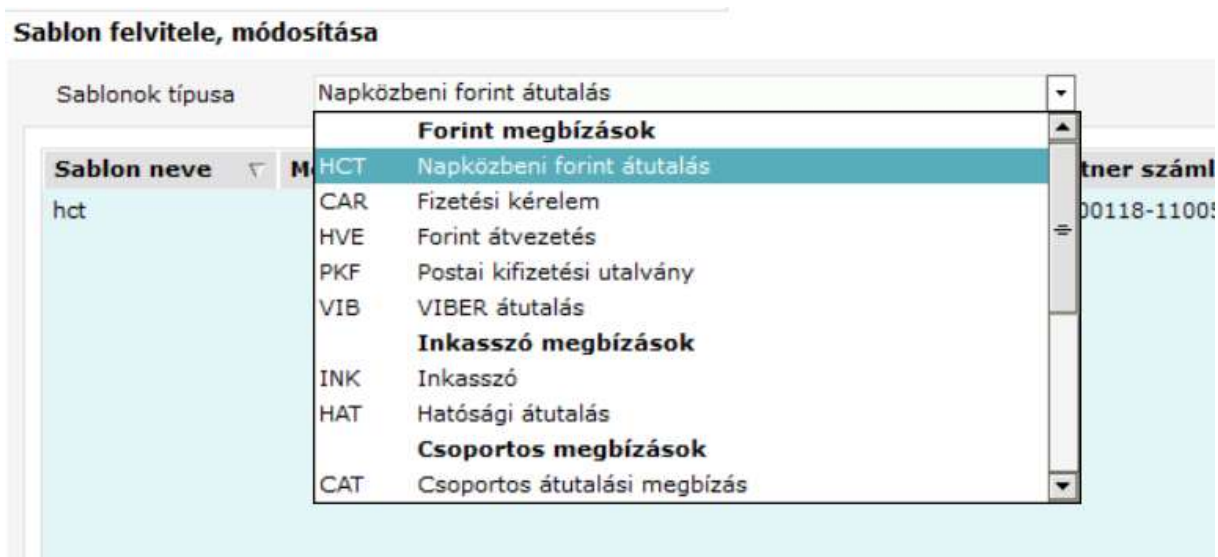 Sablon felvitele, módosítása
Sablonok típusa Napközbeni forint átutalás
Forint megbízások
Sablon neve HCT Napközbeni forint átutalás
hct CAR Fizetési kérelem 00118-11005
HVE Forint átvezetés
PKF Postai kifizetési utalvány
VIB VIBER átutalás
Inkasszó megbízások
INK Inkasszó
HAT Hatósági átutalás
Csoportos megbízások
CAT Csoportos átutalási megbízás